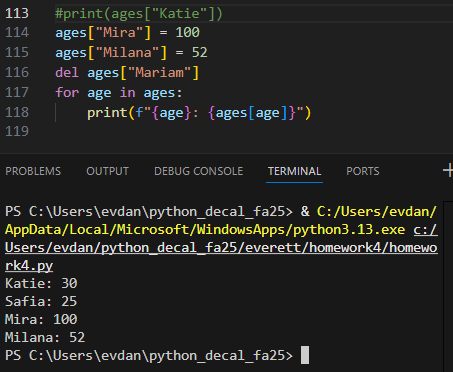 113 #print(ages["Katie"])
114 ages["Mira"] = 100
115 ages["Milana"] = 52
116 del ages["Mariam"]
117 for age in ages:
118     print(f"{age}: {ages[age]}")
119
PROBLEMS OUTPUT DEBUG CONSOLE TERMINAL PORTS
PS C:\Users\evdan\python_decal_fa25> & C:/Users/evdan/
AppData/Local/Microsoft/WindowsApps/python3.13.exe c:/
Users/evdan/python_decal_fa25/everett/homework4/homewo
rk4.py
Katie: 30
Safia: 25
Mira: 100
Milana: 52
PS C:\Users\evdan\python_decal_fa25>